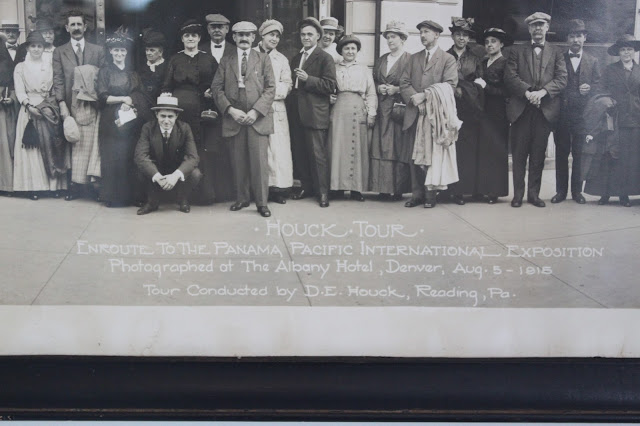 · Houck Tour ·
Enroute To The Panama Pacific International Exposition
Photographed at The Albany Hotel, Denver, Aug. 5 - 1915
Tour Conducted by D.E. Houck, Reading, Pa.